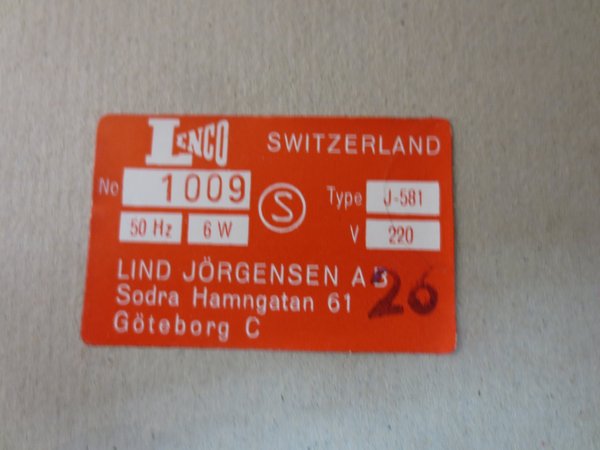 LENCO SWITZERLAND
No 1009 S Type J-581
50 Hz 6 W V 220
LIND JÖRGENSEN AB
Sodra Hamngatan 61
Göteborg C
26